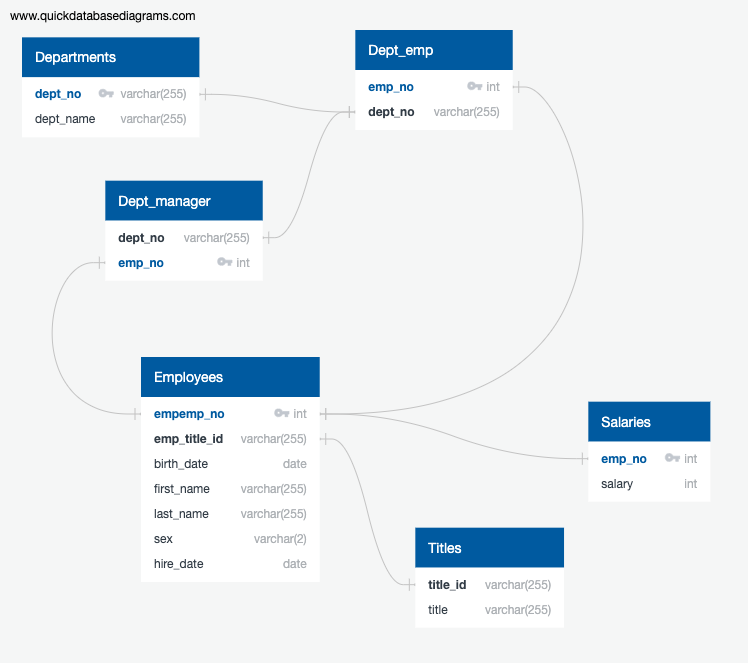 www.quickdatabasediagrams.com
Departments
dept_no varchar(255)
dept_name varchar(255)
Dept_emp
emp_no int
dept_no varchar(255)
Dept_manager
dept_no varchar(255)
emp_no int
Employees
empemp_no int
emp_title_id varchar(255)
birth_date date
first_name varchar(255)
last_name varchar(255)
sex varchar(2)
hire_date date
Salaries
emp_no int
salary int
Titles
title_id varchar(255)
title varchar(255)